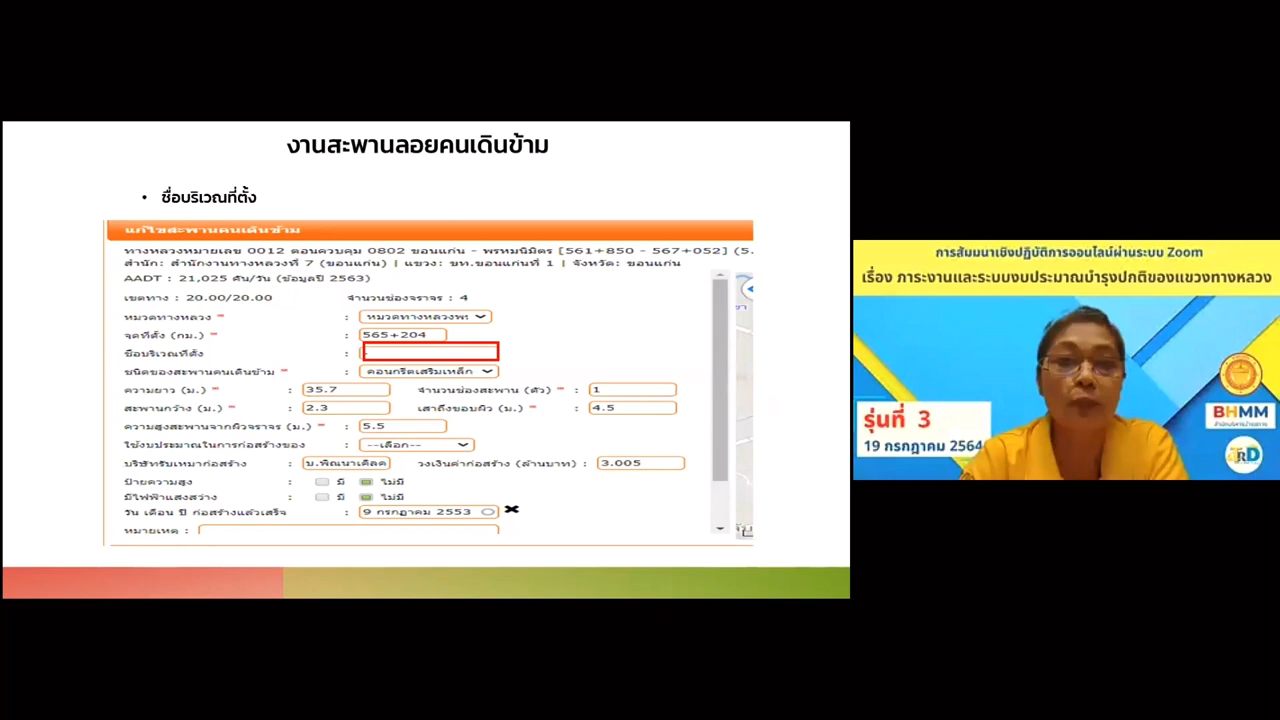 งานสะพานลอยคนเดินข้าม
• ชื่อบริเวณที่ตั้ง
แก้ไขสะพานคนเดินข้าม
ทางหลวงหมายเลข 0012 ตอนควบคุม 0802 ขอนแก่น - พรหมนิมิตร [561+850 - 567+052] (5.
สำนัก: สำนักงานทางหลวงที่ 7 (ขอนแก่น) | แขวง: ขท.ขอนแก่นที่ 1 | จังหวัด: ขอนแก่น
AADT : 21,025 คัน/วัน (ข้อมูลปี 2563)
เขตทาง : 20.00/20.00 จำนวนช่องจราจร : 4
หมวดทางหลวง * : หมวดทางหลวงพร
จุดที่ตั้ง (กม.) * : 565+204
ชื่อบริเวณที่ตั้ง :
ชนิดของสะพานคนเดินข้าม * : คอนกรีตเสริมเหล็ก
ความยาว (ม.) * : 35.7 จำนวนช่องสะพาน (ตัว) * : 1
สะพานกว้าง (ม.) * : 2.3 เสาถึงขอบผิว (ม.) * : 4.5
ความสูงสะพานจากผิวจราจร (ม.) * : 5.5
ใช้งบประมาณในการก่อสร้างของ : --เลือก--
บริษัทรับเหมาก่อสร้าง : วงเงินค่าก่อสร้าง (ล้านบาท) : 3.005
ป้ายความสูง : มี ไม่มี
มีไฟฟ้าแสงสว่าง : มี ไม่มี
วัน เดือน ปี ก่อสร้างแล้วเสร็จ : 9 กรกฎาคม 2553
หมายเหตุ :
การสัมมนาเชิงปฏิบัติการออนไลน์ผ่านระบบ Zoom
เรื่อง ภาระงานและระบบงบประมาณบำรุงปกติของแขวงทางหลวง
รุ่นที่ 3
19 กรกฎาคม 2564
BHMM
สำนักบริหารบำรุงทาง
TRD